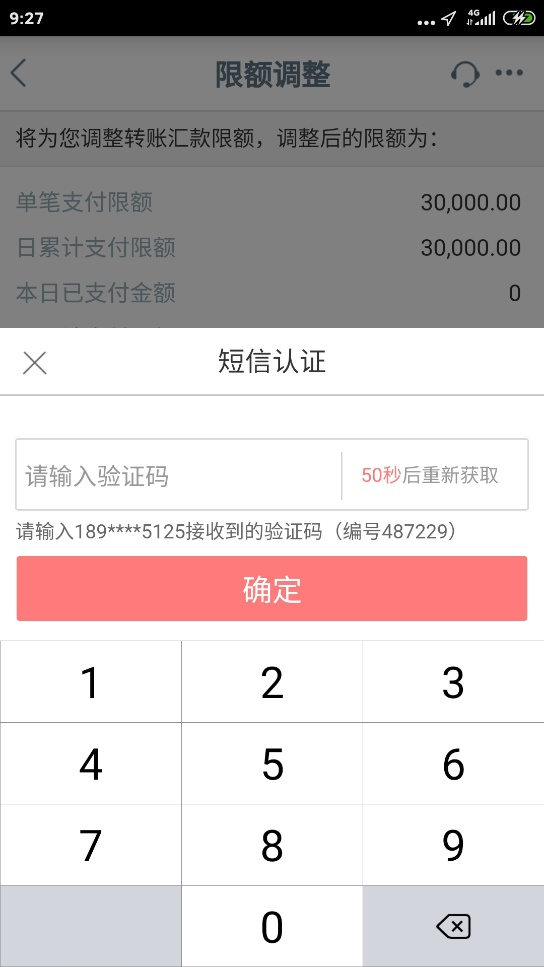 9:27
4G
限额调整
将为您调整转账汇款限额，调整后的限额为：
单笔支付限额 30,000.00
日累计支付限额 30,000.00
本日已支付金额 0
短信认证
请输入验证码 50秒后重新获取
请输入189****5125接收到的验证码（编号487229）
确定
1 2 3
4 5 6
7 8 9
0